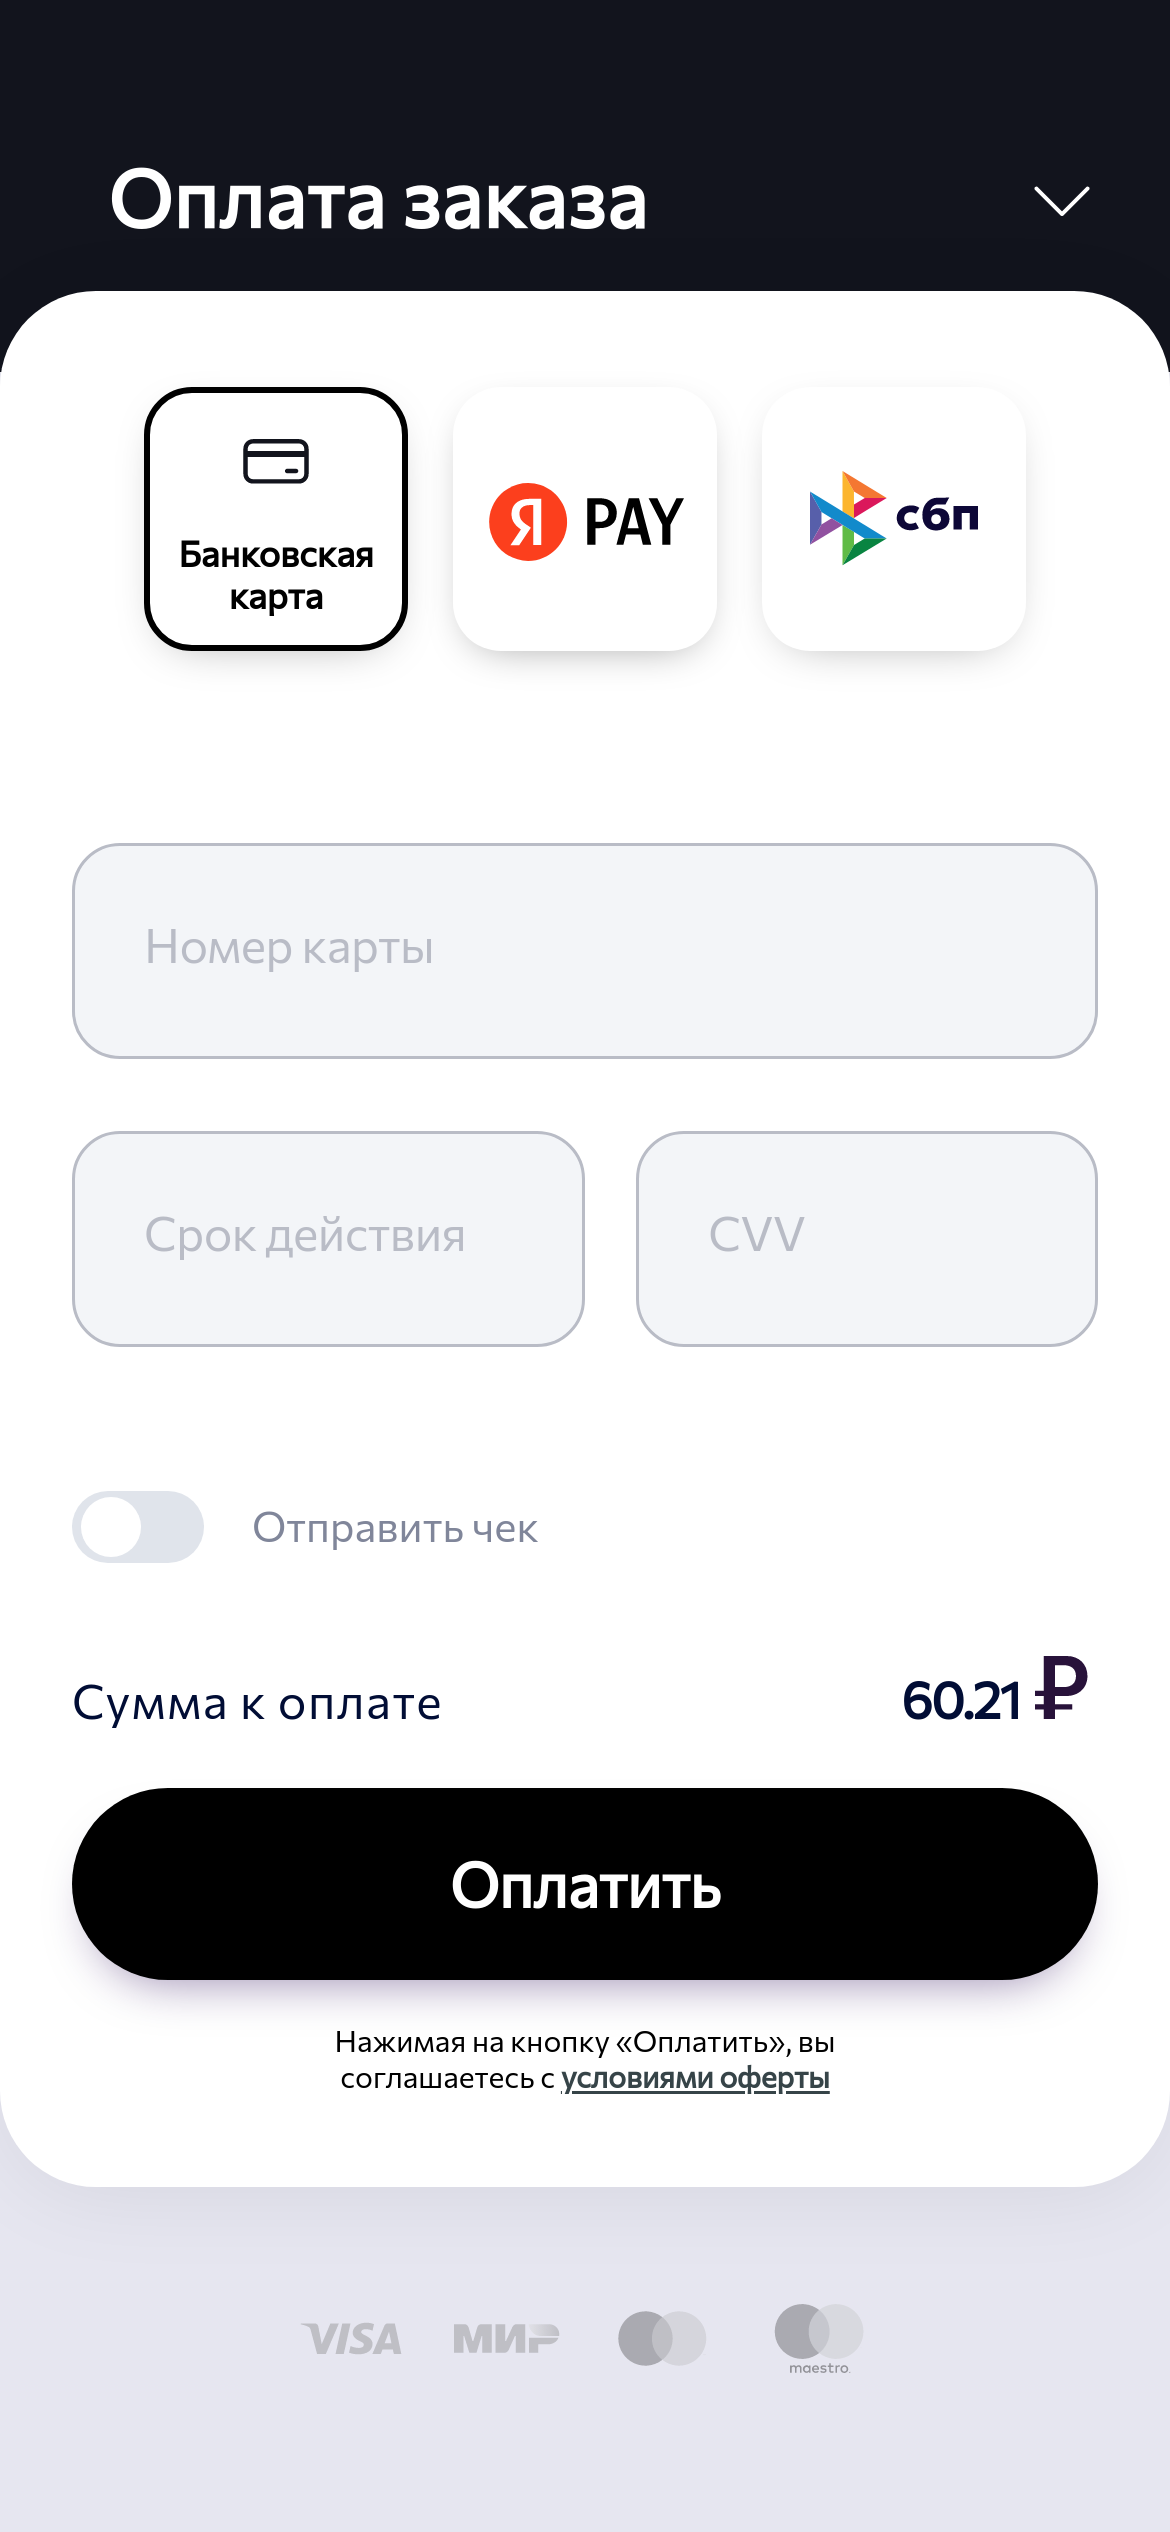 Оплата заказа
Банковская
карта
Я PAY
сбп
Номер карты
Срок действия
CVV
Отправить чек
Сумма к оплате
60.21 ₽
Оплатить
Нажимая на кнопку «Оплатить», вы
соглашаетесь с условиями оферты
VISA
МИР
maestro.